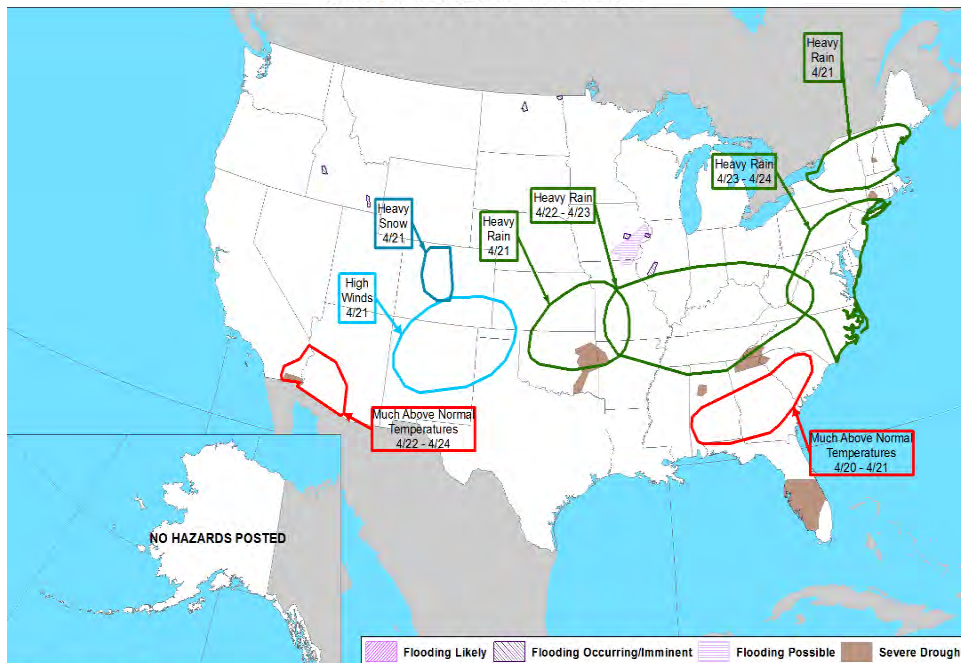 Heavy
Rain
4/21
Heavy Rain
4/23 - 4/24
Heavy Rain
4/22 - 4/23
Heavy
Snow
4/21
Heavy
Rain
4/21
High
Winds
4/21
Much Above Normal
Temperatures
4/22 - 4/24
Much Above Normal
Temperatures
4/20 - 4/21
NO HAZARDS POSTED
Flooding Likely
Flooding Occurring/Imminent
Flooding Possible
Severe Drough